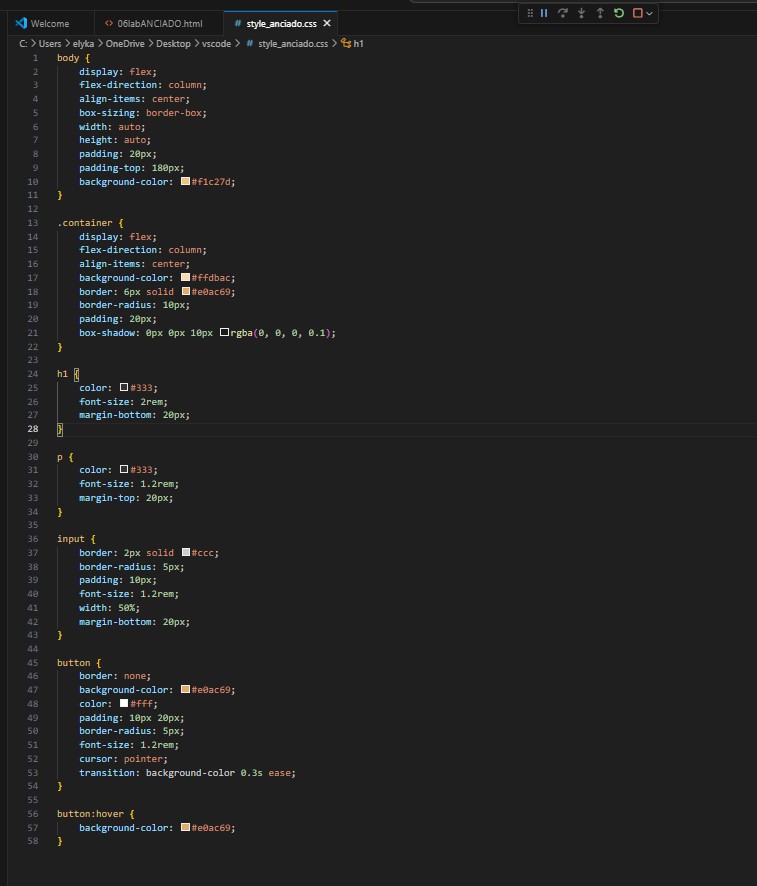 Welcome
06labANCIADO.html
style_anciado.css
C: > Users > elyka > OneDrive > Desktop > vscode > style_anciado.css > h1
1 body {
2 display: flex;
3 flex-direction: column;
4 align-items: center;
5 box-sizing: border-box;
6 width: auto;
7 height: auto;
8 padding: 20px;
9 padding-top: 180px;
10 background-color: #f1c27d;
11 }
12
13 .container {
14 display: flex;
15 flex-direction: column;
16 align-items: center;
17 background-color: #ffdbac;
18 border: 6px solid #e0ac69;
19 border-radius: 10px;
20 padding: 20px;
21 box-shadow: 0px 0px 10px rgba(0, 0, 0, 0.1);
22 }
23
24 h1 {
25 color: #333;
26 font-size: 2rem;
27 margin-bottom: 20px;
28 }
29
30 p {
31 color: #333;
32 font-size: 1.2rem;
33 margin-top: 20px;
34 }
35
36 input {
37 border: 2px solid #ccc;
38 border-radius: 5px;
39 padding: 10px;
40 font-size: 1.2rem;
41 width: 50%;
42 margin-bottom: 20px;
43 }
44
45 button {
46 border: none;
47 background-color: #e0ac69;
48 color: #fff;
49 padding: 10px 20px;
50 border-radius: 5px;
51 font-size: 1.2rem;
52 cursor: pointer;
53 transition: background-color 0.3s ease;
54 }
55
56 button:hover {
57 background-color: #e0ac69;
58 }